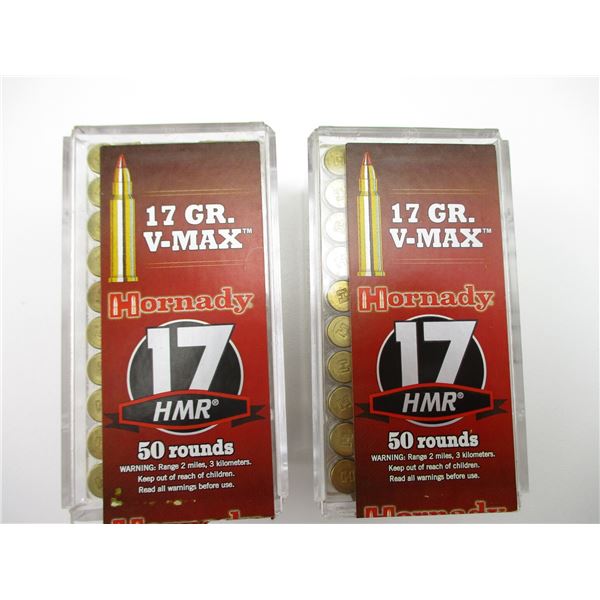 17 GR.
V-MAX™
Hornady
17
HMR®
50 rounds
WARNING: Range 2 miles, 3 kilometers.
Keep out of reach of children.
Read all warnings before use.
Hornady
17 GR.
V-MAX™
Hornady
17
HMR®
50 rounds
WARNING: Range 2 miles, 3 kilometers.
Keep out of reach of children.
Read all warnings before use.
Hornady